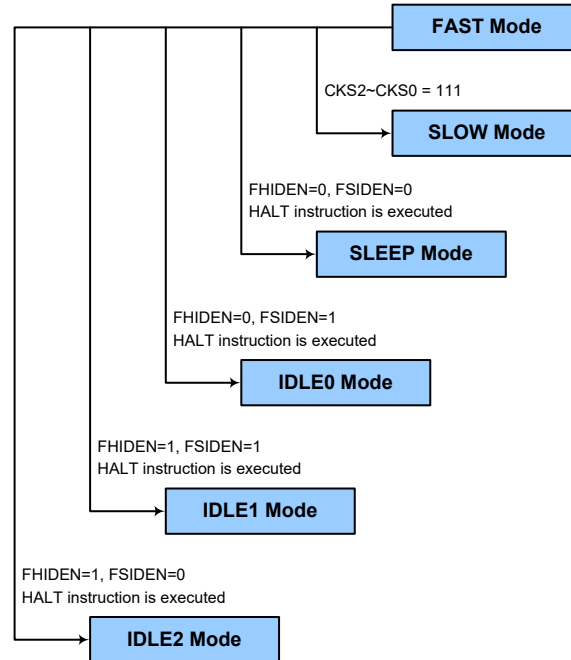 FAST Mode
CKS2~CKS0 = 111
SLOW Mode
FHIDEN=0, FSIDEN=0
HALT instruction is executed
SLEEP Mode
FHIDEN=0, FSIDEN=1
HALT instruction is executed
IDLE0 Mode
FHIDEN=1, FSIDEN=1
HALT instruction is executed
IDLE1 Mode
FHIDEN=1, FSIDEN=0
HALT instruction is executed
IDLE2 Mode